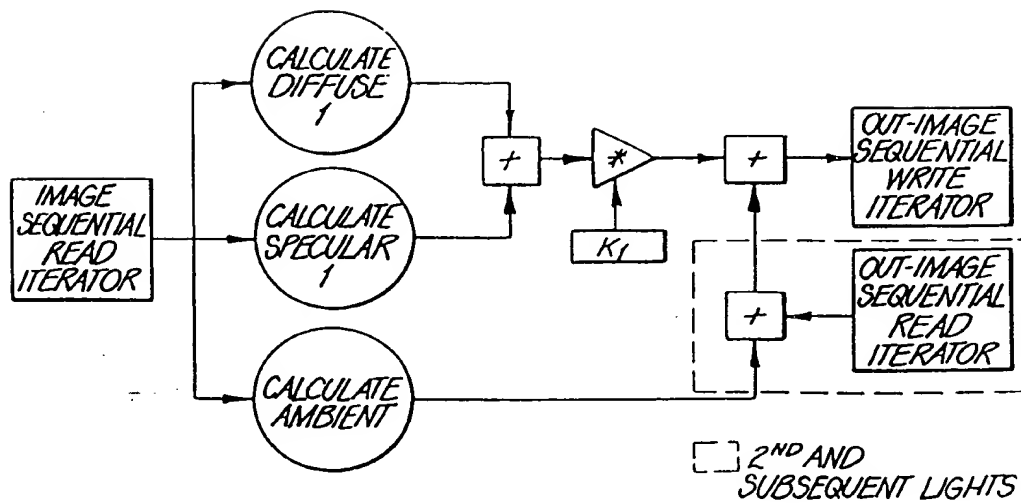 CALCULATE
DIFFUSE
1
+
*
+
OUT-IMAGE
SEQUENTIAL
WRITE
ITERATOR
IMAGE
SEQUENTIAL
READ
ITERATOR
CALCULATE
SPECULAR
1
K1
+
OUT-IMAGE
SEQUENTIAL
READ
ITERATOR
CALCULATE
AMBIENT
2ND AND
SUBSEQUENT LIGHTS